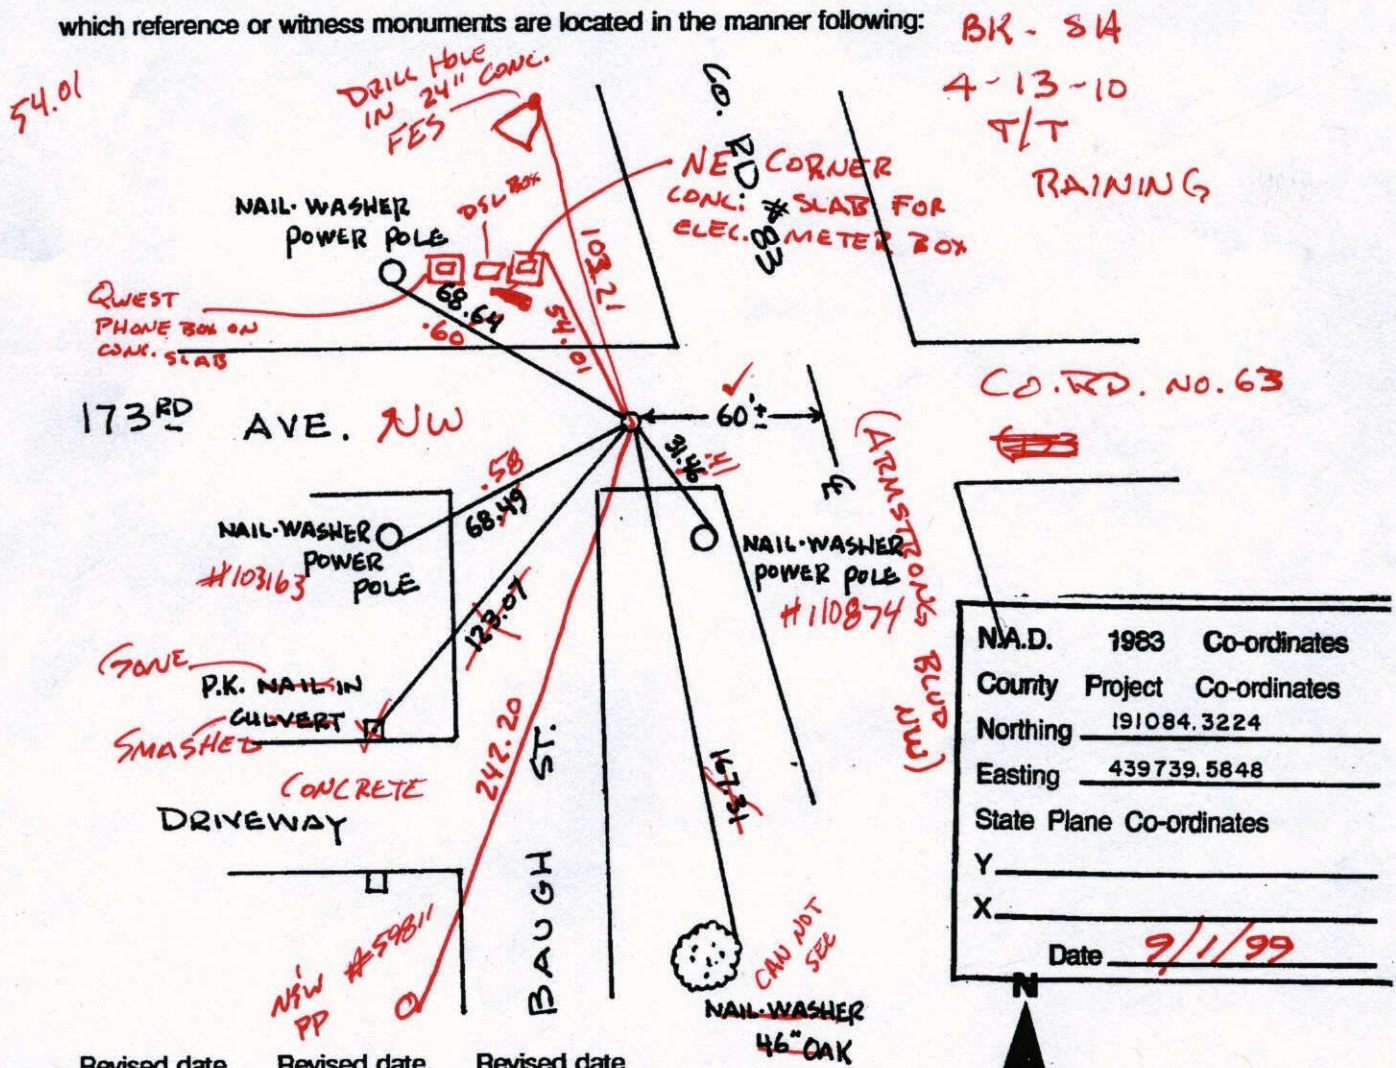 which reference or witness monuments are located in the manner following:
BK - SH
4-13-10
T/T
RAINING
54.01
DRILL HOLE
IN 24" CONC.
FES
CO. RD #83
NE CORNER
CONC. SLAB FOR
ELEC. METER BOX
NAIL·WASHER
POWER POLE
DSL BOX
103.21
QWEST
PHONE BOX ON
CONC. SLAB
68.64
.60
54.01
173RD AVE. NW
60'±
CO.RD. NO. 63
31.46
.41
.58
68.49
(ARMSTRONG BLVD NW)
NAIL·WASHER
POWER
POLE
#103163
NAIL·WASHER
POWER POLE
#110874
123.07
GONE
P.K. NAIL IN
CULVERT
SMASHED
CONCRETE
DRIVEWAY
242.20
BAUGH ST.
167.31
N.A.D. 1983 Co-ordinates
County Project Co-ordinates
Northing 191084.3224
Easting 439739.5848
State Plane Co-ordinates
Y
X
Date 9/1/99
N
NEW #59811
PP
CAN NOT
SEE
NAIL·WASHER
46" OAK
Revised date Revised date Revised date